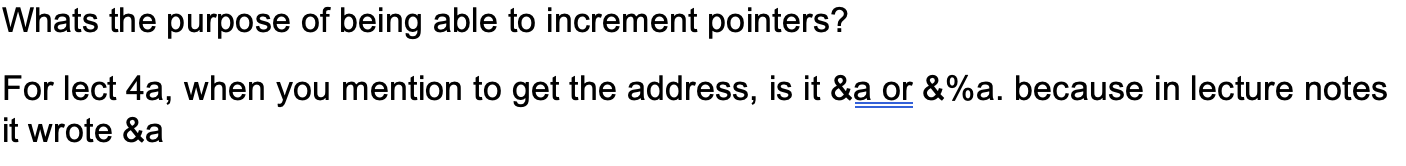 Whats the purpose of being able to increment pointers?
For lect 4a, when you mention to get the address, is it &a or &%a. because in lecture notes
it wrote &a